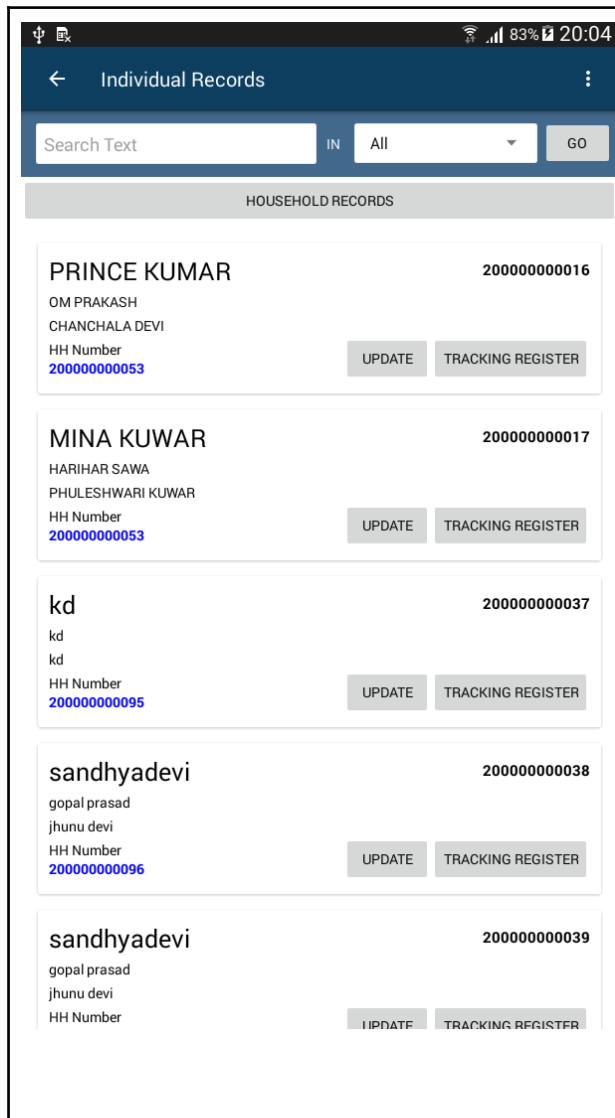 83% 20:04
Individual Records
Search Text IN All GO
HOUSEHOLD RECORDS
PRINCE KUMAR 200000000016
OM PRAKASH
CHANCHALA DEVI
HH Number
200000000053 UPDATE TRACKING REGISTER
MINA KUWAR 200000000017
HARIHAR SAWA
PHULESHWARI KUWAR
HH Number
200000000053 UPDATE TRACKING REGISTER
kd 200000000037
kd
kd
HH Number
200000000095 UPDATE TRACKING REGISTER
sandhyadevi 200000000038
gopal prasad
jhunu devi
HH Number
200000000096 UPDATE TRACKING REGISTER
sandhyadevi 200000000039
gopal prasad
jhunu devi
HH Number UPDATE TRACKING REGISTER